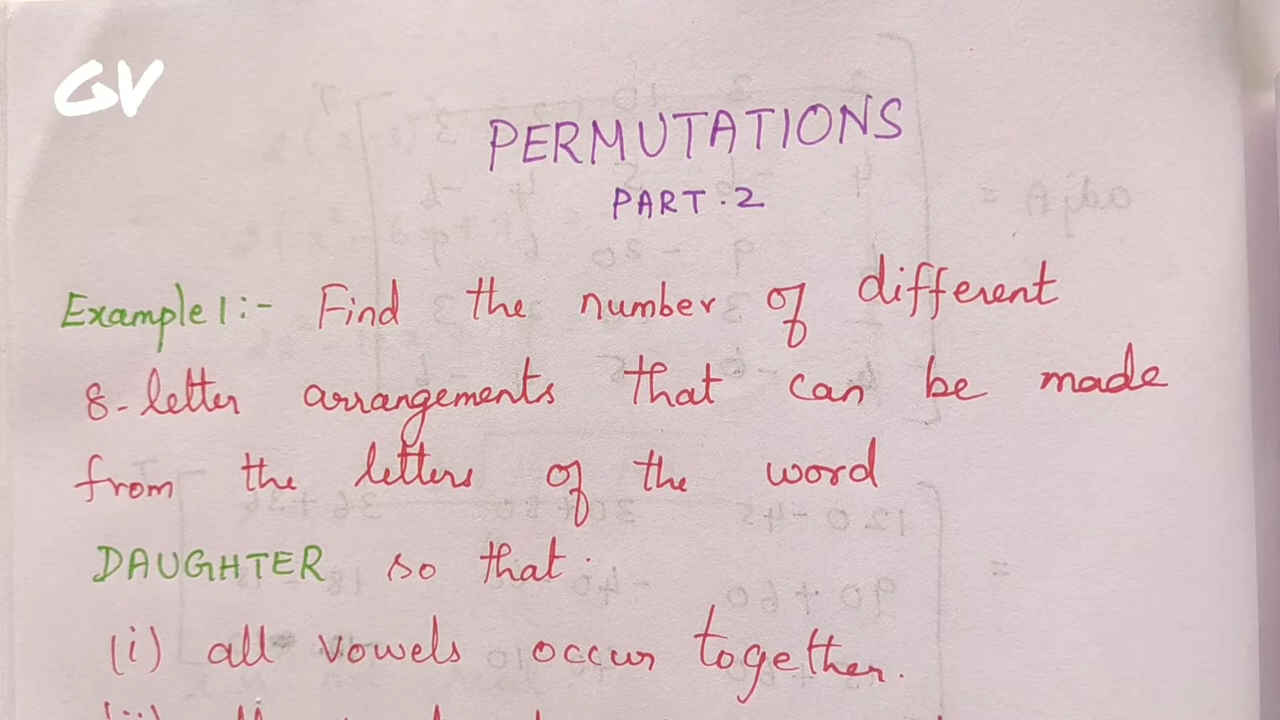 GV
PERMUTATIONS
PART : 2
Example 1 :- Find the number of different
8-letter arrangements that can be made
from the letters of the word
DAUGHTER so that :
(i) all vowels occur together.